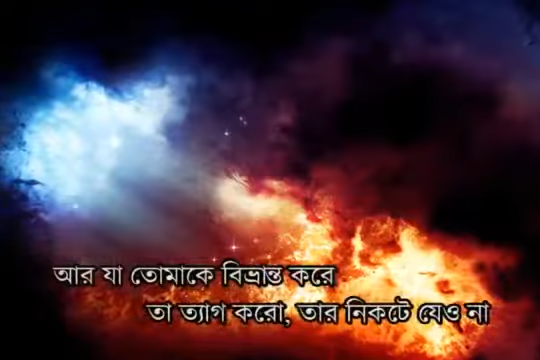 আর যা তোমাকে বিভ্রান্ত করে
তা ত্যাগ করো, তার নিকটে যেও না